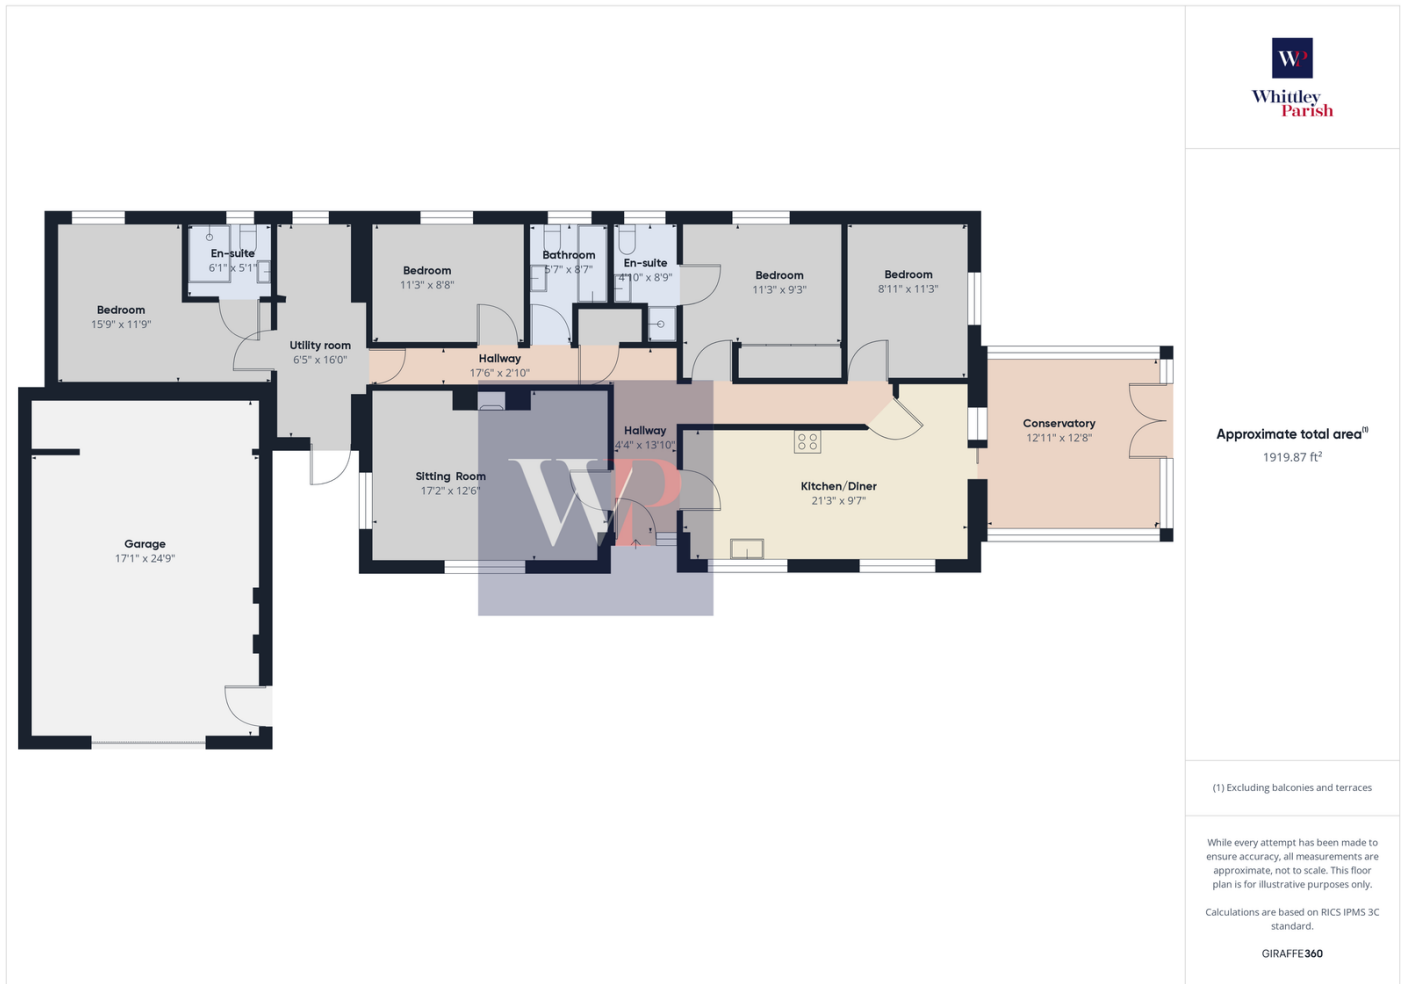 WP
Whittley
Parish
En-suite
6'1" x 5'1"
Bedroom
15'9" x 11'9"
Utility room
6'5" x 16'0"
Bedroom
11'3" x 8'8"
Bathroom
5'7" x 8'7"
En-suite
4'10" x 8'9"
Bedroom
11'3" x 9'3"
Bedroom
8'11" x 11'3"
Hallway
17'6" x 2'10"
Hallway
4'4" x 13'10"
Conservatory
12'11" x 12'8"
Sitting Room
17'2" x 12'6"
Kitchen/Diner
21'3" x 9'7"
Garage
17'1" x 24'9"
WP
Approximate total area(1)
1919.87 ft²
(1) Excluding balconies and terraces
While every attempt has been made to
ensure accuracy, all measurements are
approximate, not to scale. This floor
plan is for illustrative purposes only.
Calculations are based on RICS IPMS 3C
standard.
GIRAFFE360